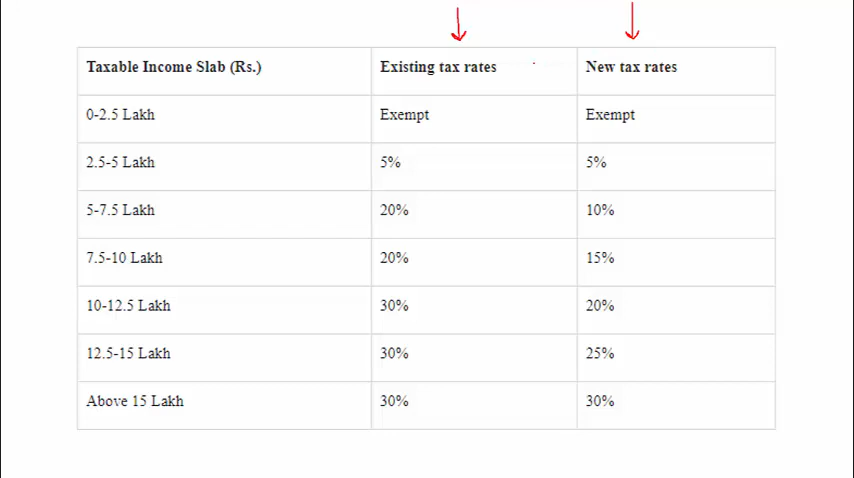 Taxable Income Slab (Rs.) Existing tax rates New tax rates
0-2.5 Lakh Exempt Exempt
2.5-5 Lakh 5% 5%
5-7.5 Lakh 20% 10%
7.5-10 Lakh 20% 15%
10-12.5 Lakh 30% 20%
12.5-15 Lakh 30% 25%
Above 15 Lakh 30% 30%